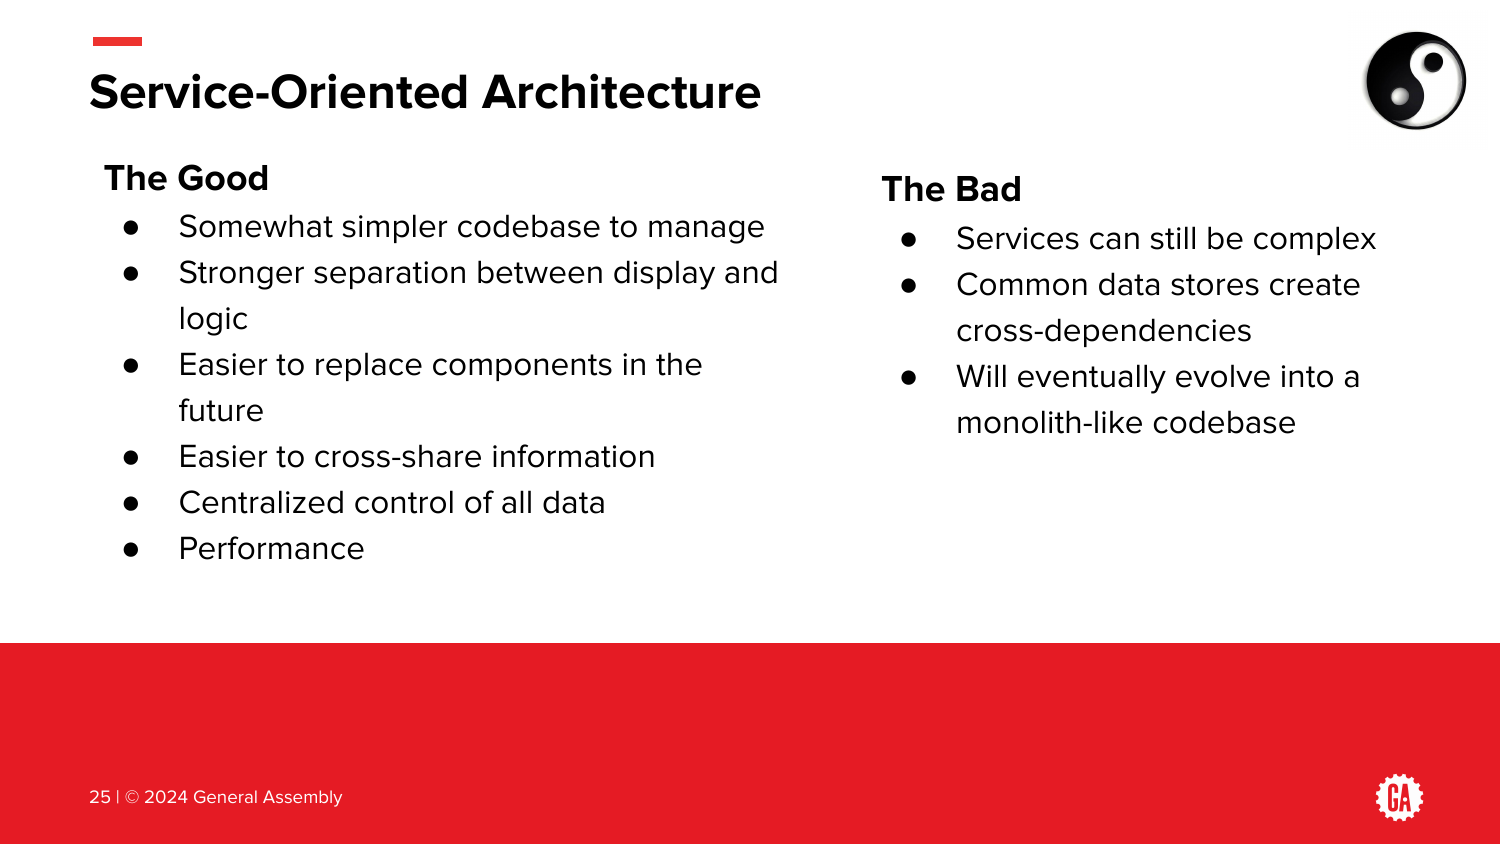 Service-Oriented Architecture
The Good
● Somewhat simpler codebase to manage
● Stronger separation between display and
logic
● Easier to replace components in the
future
● Easier to cross-share information
● Centralized control of all data
● Performance
The Bad
● Services can still be complex
● Common data stores create
cross-dependencies
● Will eventually evolve into a
monolith-like codebase
25 | © 2024 General Assembly
GA